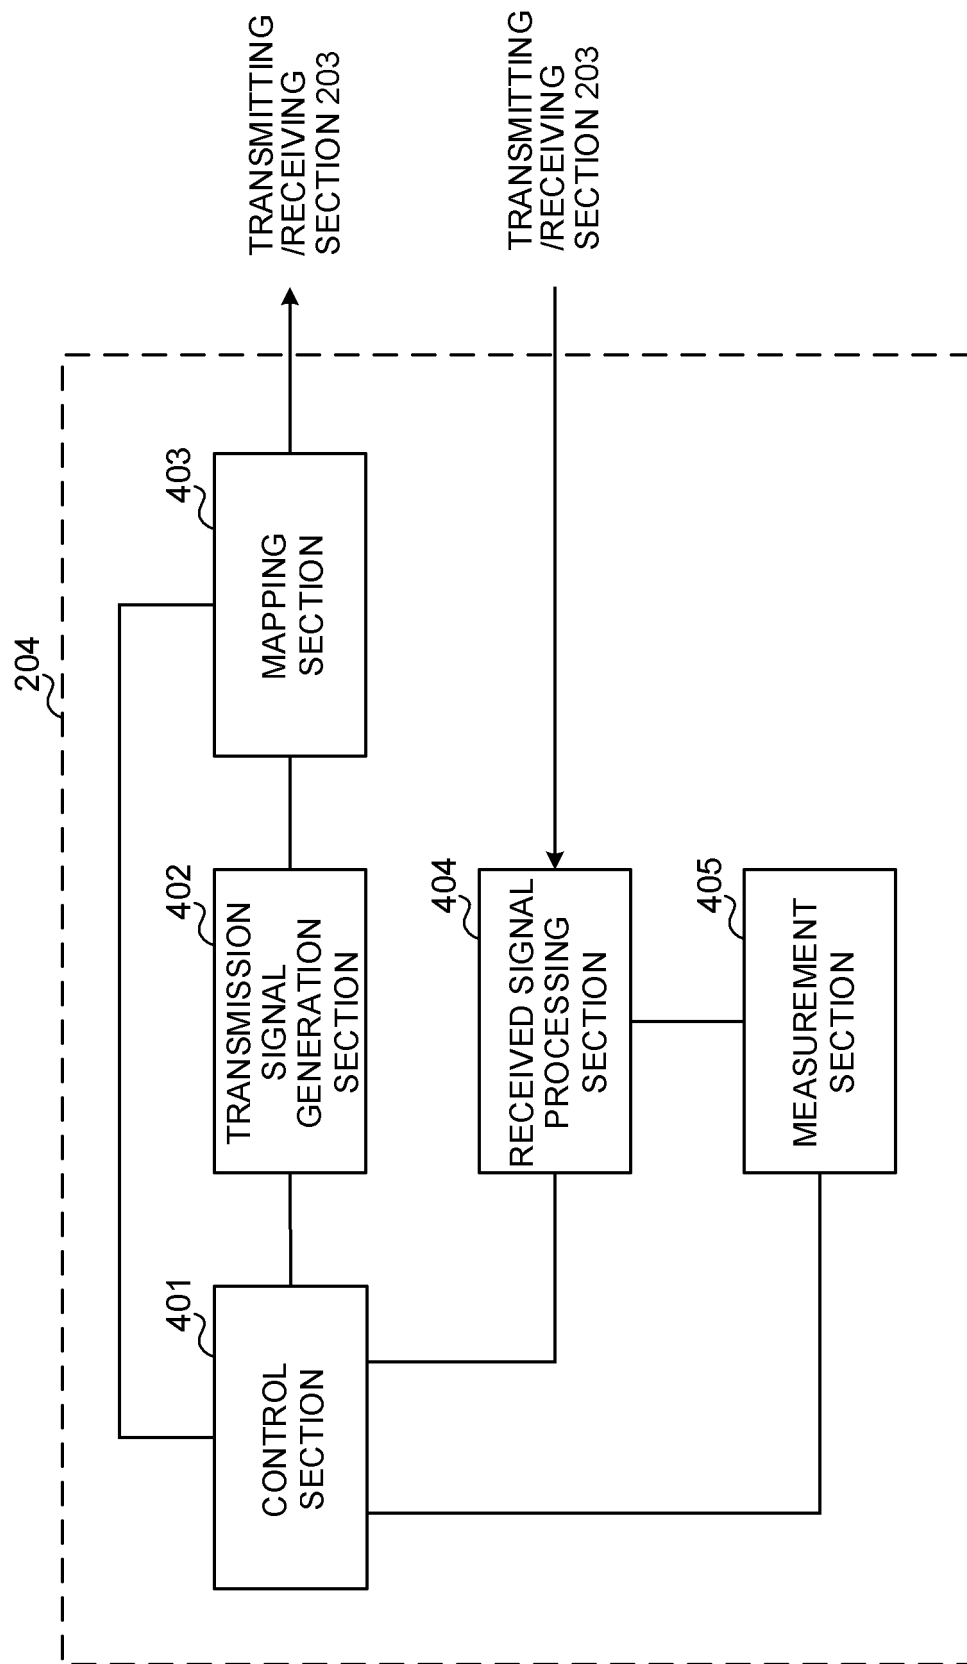 204
401
CONTROL
SECTION
402
TRANSMISSION
SIGNAL
GENERATION
SECTION
403
MAPPING
SECTION
TRANSMITTING
/RECEIVING
SECTION 203
404
RECEIVED SIGNAL
PROCESSING
SECTION
TRANSMITTING
/RECEIVING
SECTION 203
405
MEASUREMENT
SECTION